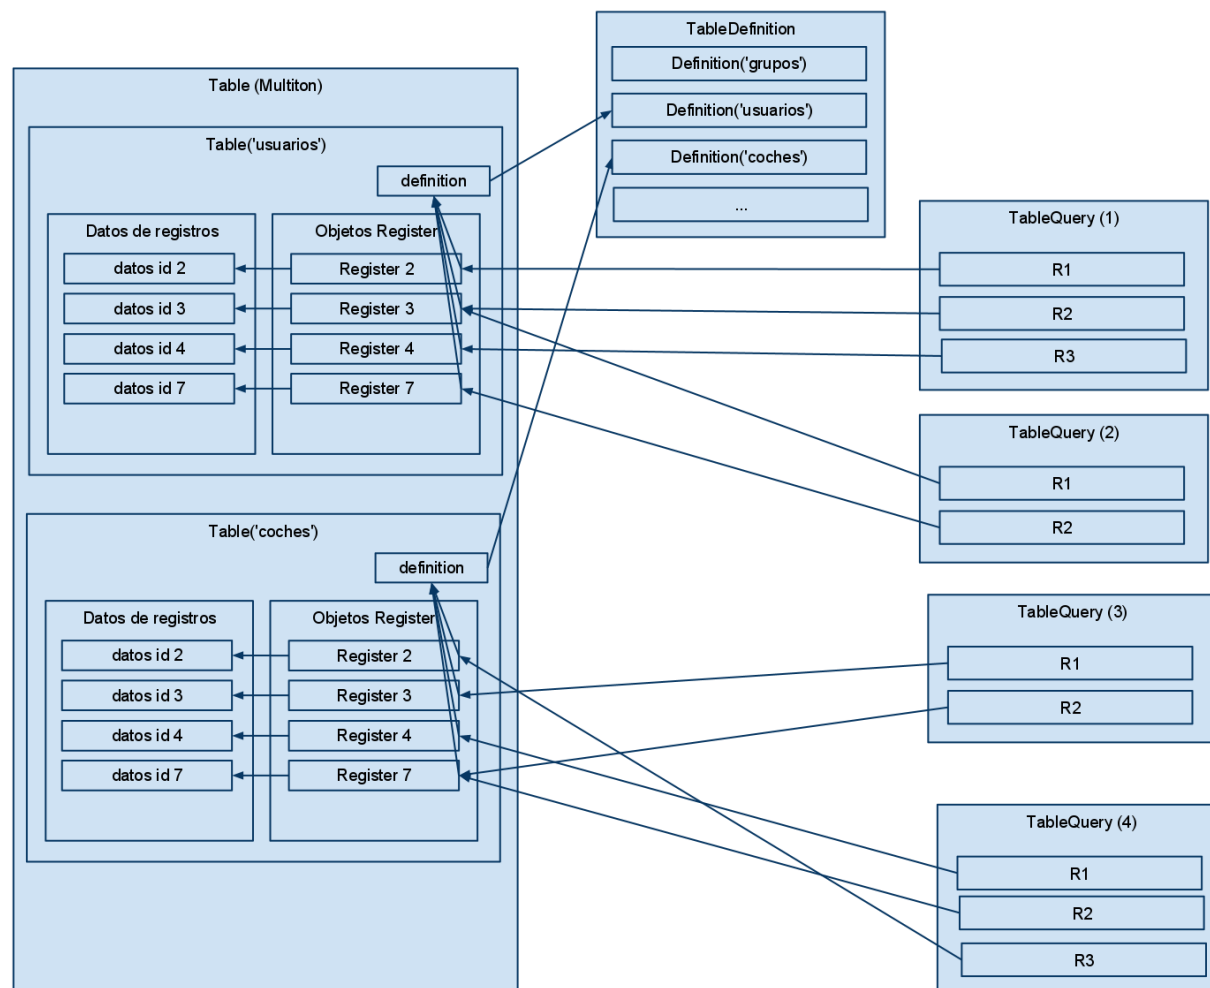 Table (Multiton)
Table('usuarios')
definition
Datos de registros
datos id 2
datos id 3
datos id 4
datos id 7
Objetos Register
Register 2
Register 3
Register 4
Register 7
Table('coches')
definition
Datos de registros
datos id 2
datos id 3
datos id 4
datos id 7
Objetos Register
Register 2
Register 3
Register 4
Register 7
TableDefinition
Definition('grupos')
Definition('usuarios')
Definition('coches')
...
TableQuery (1)
R1
R2
R3
TableQuery (2)
R1
R2
TableQuery (3)
R1
R2
TableQuery (4)
R1
R2
R3